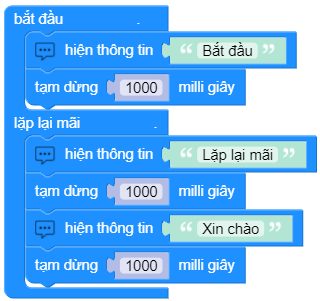 bắt đầu
hiện thông tin “ Bắt đầu ”
tạm dừng 1000 milli giây
lặp lại mãi
hiện thông tin “ Lặp lại mãi ”
tạm dừng 1000 milli giây
hiện thông tin “ Xin chào ”
tạm dừng 1000 milli giây